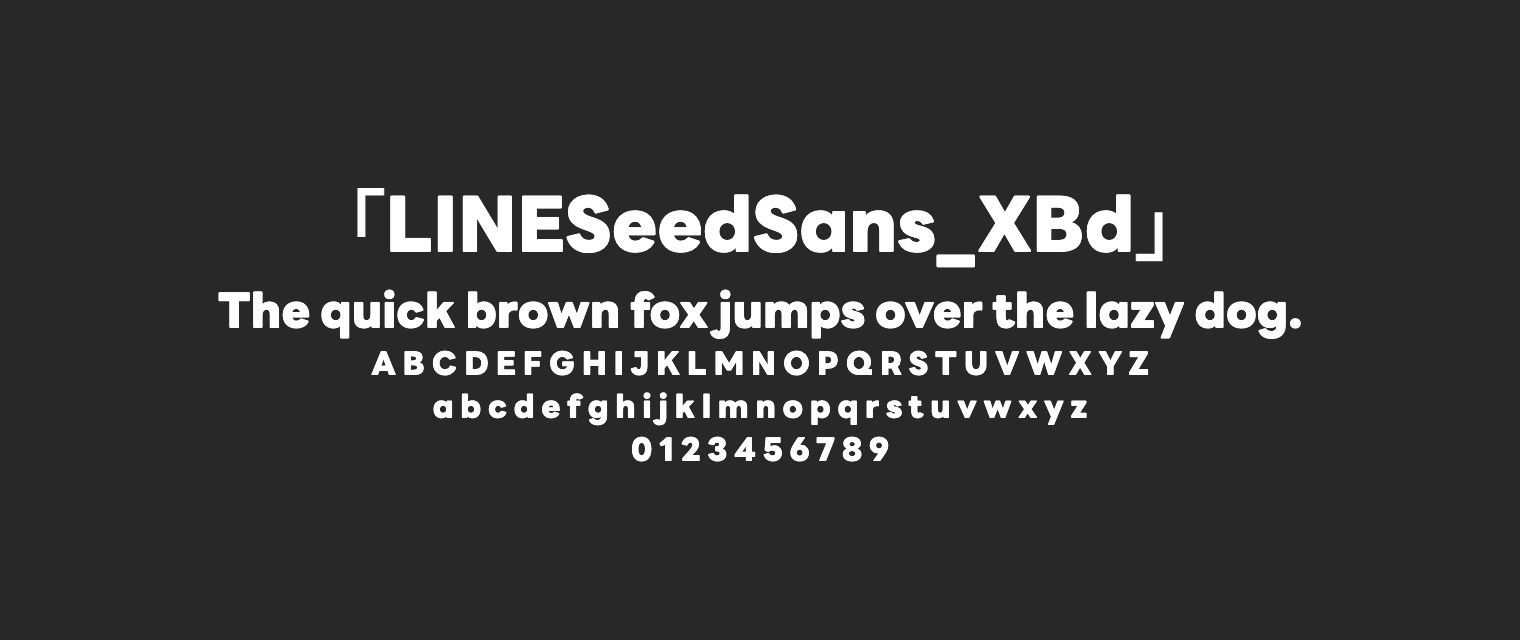 「LINESeedSans_XBd」
The quick brown fox jumps over the lazy dog.
A B C D E F G H I J K L M N O P Q R S T U V W X Y Z
a b c d e f g h i j k l m n o p q r s t u v w x y z
0 1 2 3 4 5 6 7 8 9